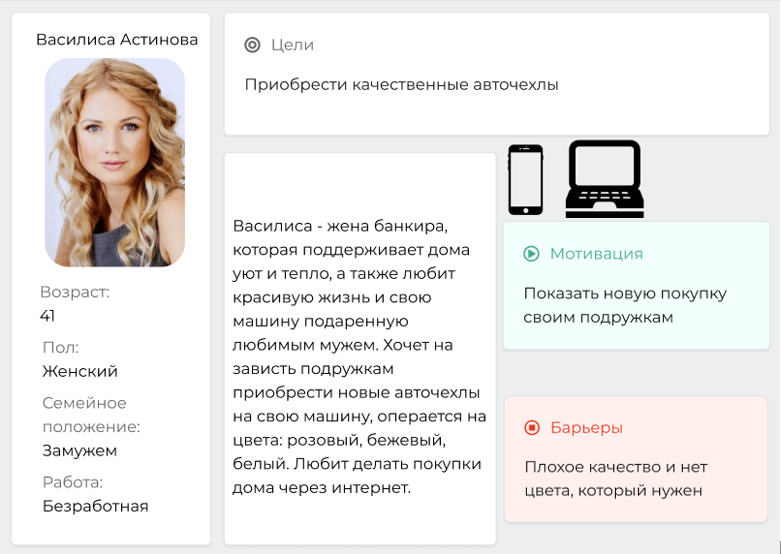 Василиса Астинова
Возраст:
41
Пол:
Женский
Семейное
положение:
Замужем
Работа:
Безработная
Цели
Приобрести качественные авточехлы
Василиса - жена банкира,
которая поддерживает дома
уют и тепло, а также любит
красивую жизнь и свою
машину подаренную
любимым мужем. Хочет на
зависть подружкам
приобрести новые авточехлы
на свою машину, операется на
цвета: розовый, бежевый,
белый. Любит делать покупки
дома через интернет.
Мотивация
Показать новую покупку
своим подружкам
Барьеры
Плохое качество и нет
цвета, который нужен